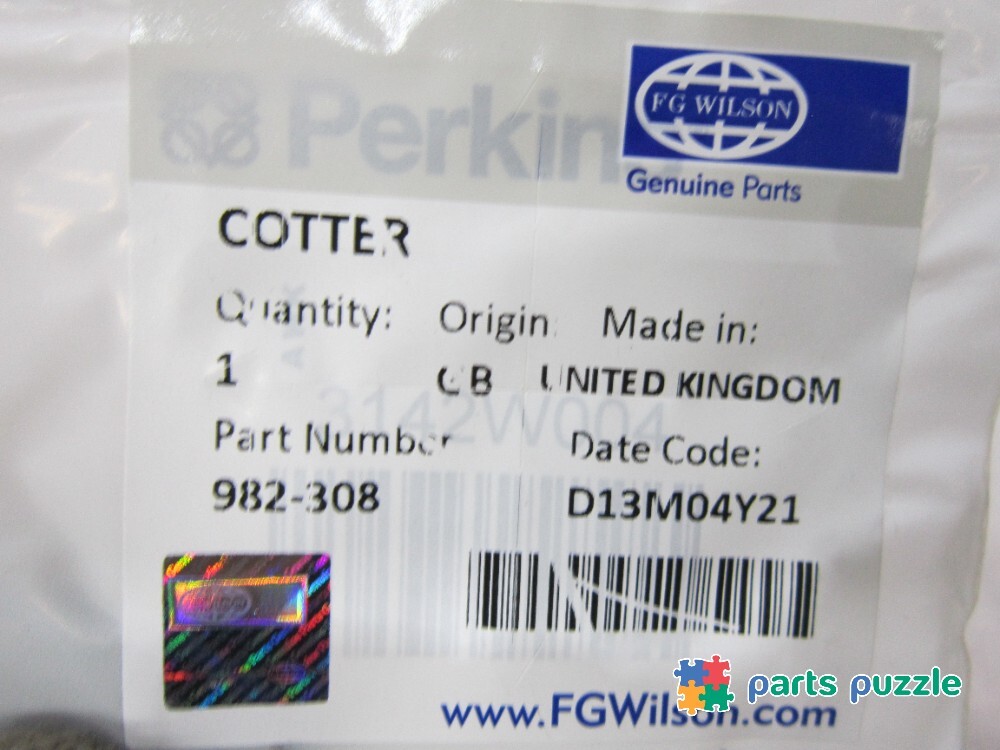 Perkins
FG WILSON
Genuine Parts
COTTER
Quantity: Origin: Made in:
1 GB UNITED KINGDOM
3142W004
Part Number Date Code:
982-308 D13M04Y21
www.FGWilson.com
parts puzzle